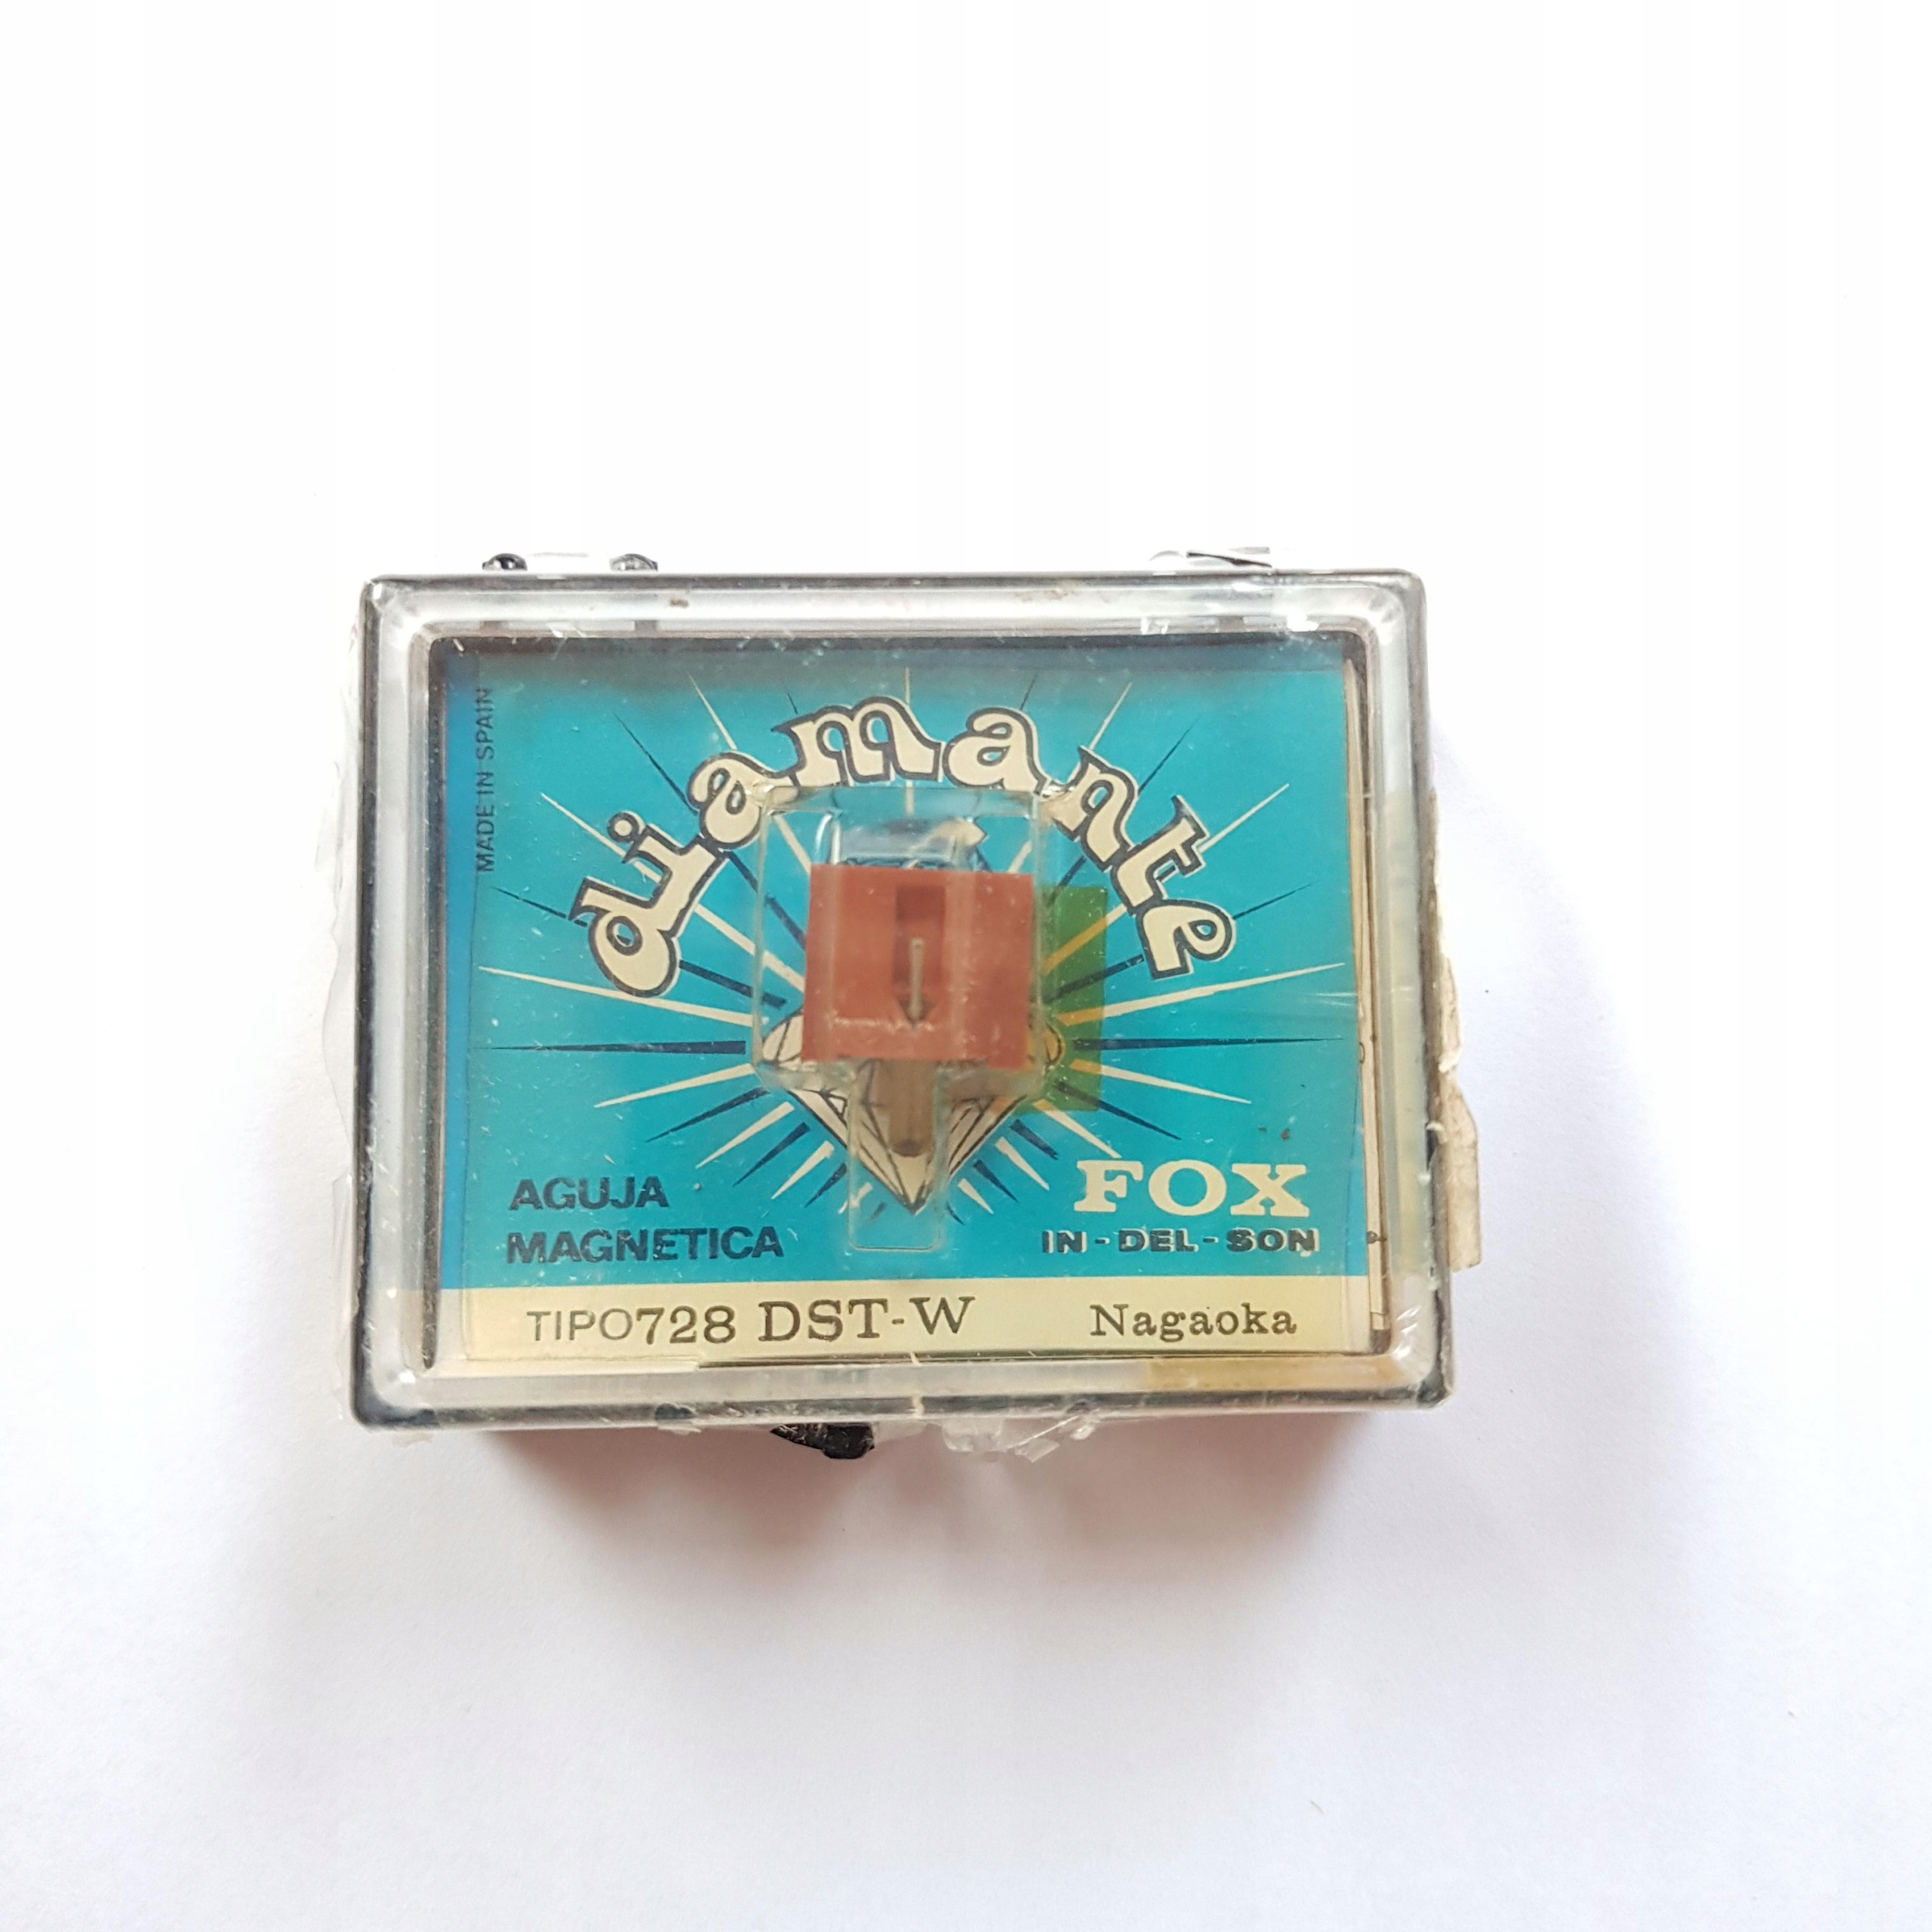 MADE IN SPAIN
diamante
AGUJA
MAGNETICA
FOX
IN-DEL-SON
TIPO728 DST-W Nagaoka